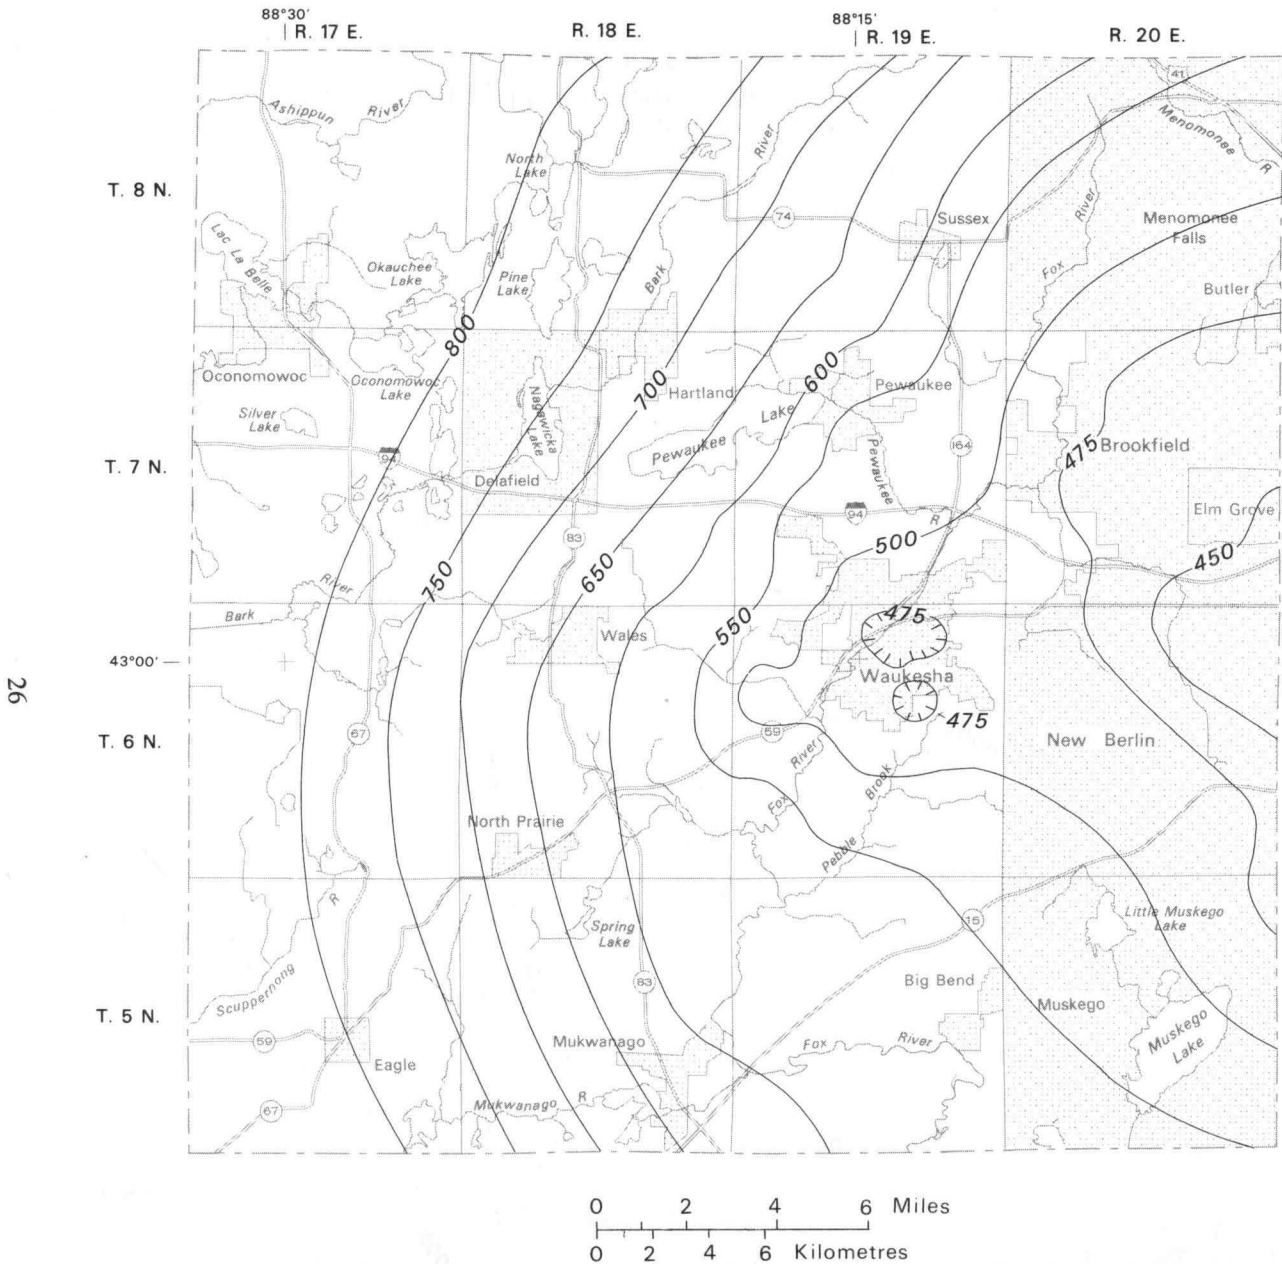 88°30'
88°15'
R. 17 E.
R. 18 E.
R. 19 E.
R. 20 E.
41
Ashippun River
Menomonee R
North Lake
River
T. 8 N.
74
Sussex
River
Menomonee Falls
Lac La Belle
Okauchee Lake
Pine Lake
Bark
Fox
Butler
800
Oconomowoc
Oconomowoc Lake
700
Hartland
600
Pewaukee
Silver Lake
Nagawicka Lake
Lake
Pewaukee
475
Brookfield
164
94
T. 7 N.
Delafield
Pewaukee
R
94
Elm Grove
83
500
450
750
650
River
Bark
Wales
550
475
43°00'
Waukesha
475
26
67
59
T. 6 N.
River
New Berlin
Fox
Brook
North Prairie
Pebble
R
15
Little Muskego Lake
Spring Lake
Scuppernong
83
Big Bend
Muskego
T. 5 N.
59
Mukwanago
Fox River
Muskego Lake
Eagle
67
Mukwanago R
0 2 4 6 Miles
0 2 4 6 Kilometres